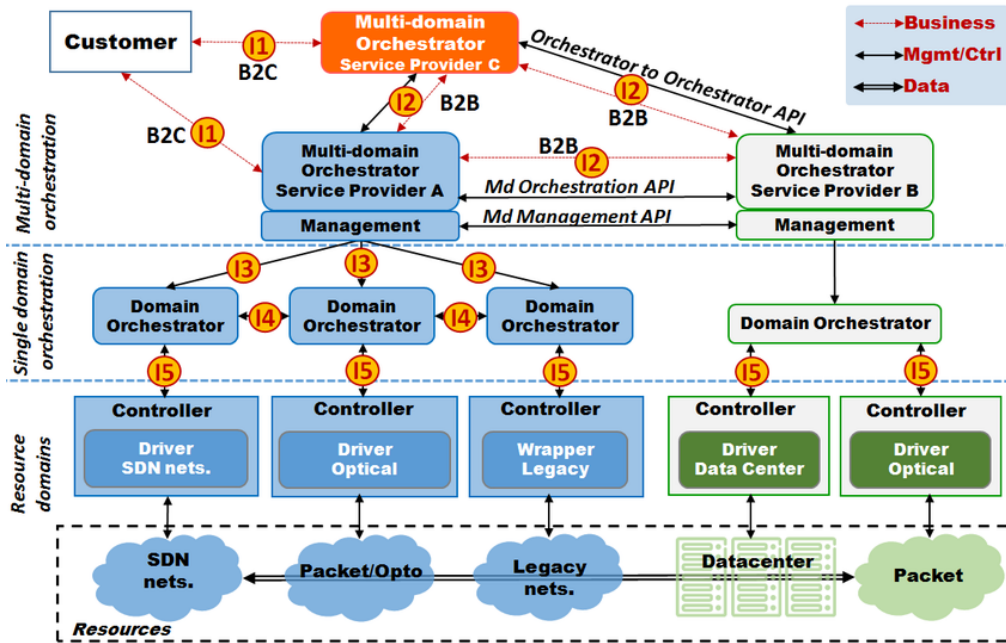 Customer
I1
B2C
Multi-domain
Orchestrator
Service Provider C
Orchestrator to Orchestrator API
Business
Mgmt/Ctrl
Data
I2
B2B
I2
B2B
B2C
I1
Multi-domain
Orchestrator
Service Provider A
Management
B2B
I2
Md Orchestration API
Md Management API
Multi-domain
Orchestrator
Service Provider B
Management
Multi-domain
orchestration
Single domain
orchestration
I3
I3
I3
Domain
Orchestrator
I4
Domain
Orchestrator
I4
Domain
Orchestrator
Domain Orchestrator
I5
I5
I5
I5
I5
Resource
domains
Controller
Driver
SDN nets.
Controller
Driver
Optical
Controller
Wrapper
Legacy
Controller
Driver
Data Center
Controller
Driver
Optical
SDN
nets.
Packet/Opto
Legacy
nets.
Datacenter
Packet
Resources